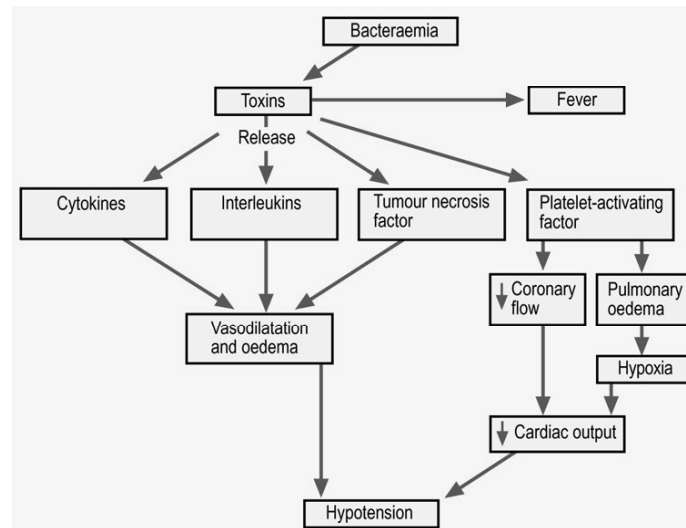 Bacteraemia
Toxins
Fever
Release
Cytokines
Interleukins
Tumour necrosis
factor
Platelet-activating
factor
Coronary
flow
Pulmonary
oedema
Vasodilatation
and oedema
Hypoxia
Cardiac output
Hypotension